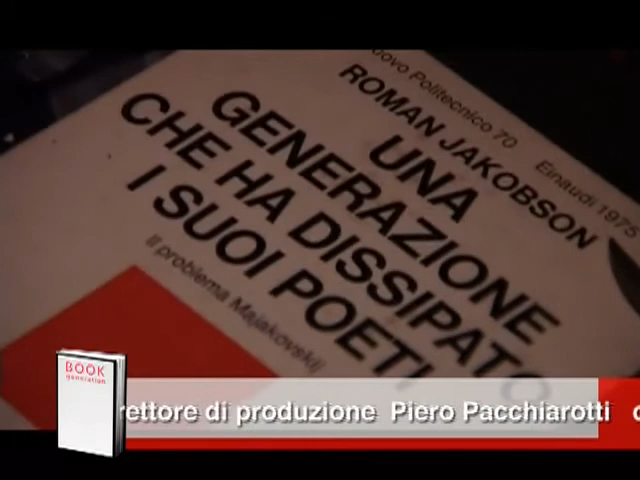 uovo Politecnico 70
Einaudi 1975
ROMAN JAKOBSON
UNA
GENERAZIONE
CHE HA DISSIPATO
I SUOI POETI
Il problema Majakovskij
BOOK
generation
rettore di produzione Piero Pacchiarotti